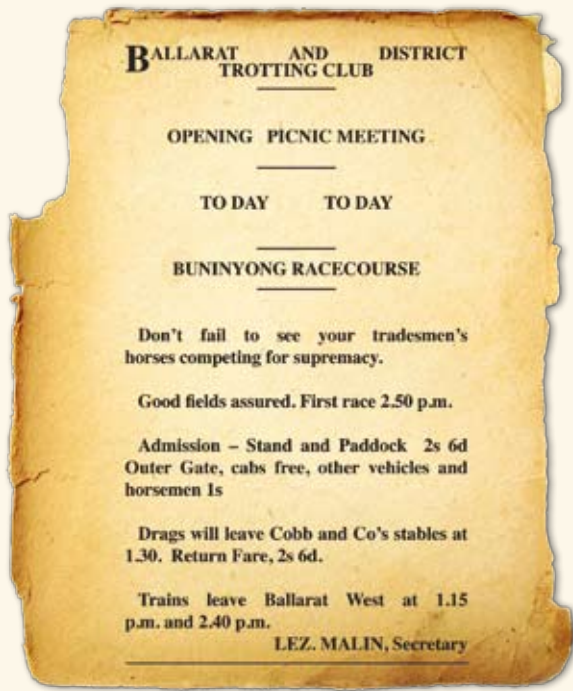 BALLARAT AND DISTRICT
TROTTING CLUB
OPENING PICNIC MEETING
TO DAY TO DAY
BUNINYONG RACECOURSE
Don't fail to see your tradesmen's
horses competing for supremacy.
Good fields assured. First race 2.50 p.m.
Admission – Stand and Paddock 2s 6d
Outer Gate, cabs free, other vehicles and
horsemen 1s
Drags will leave Cobb and Co's stables at
1.30. Return Fare, 2s 6d.
Trains leave Ballarat West at 1.15
p.m. and 2.40 p.m.
LEZ. MALIN, Secretary